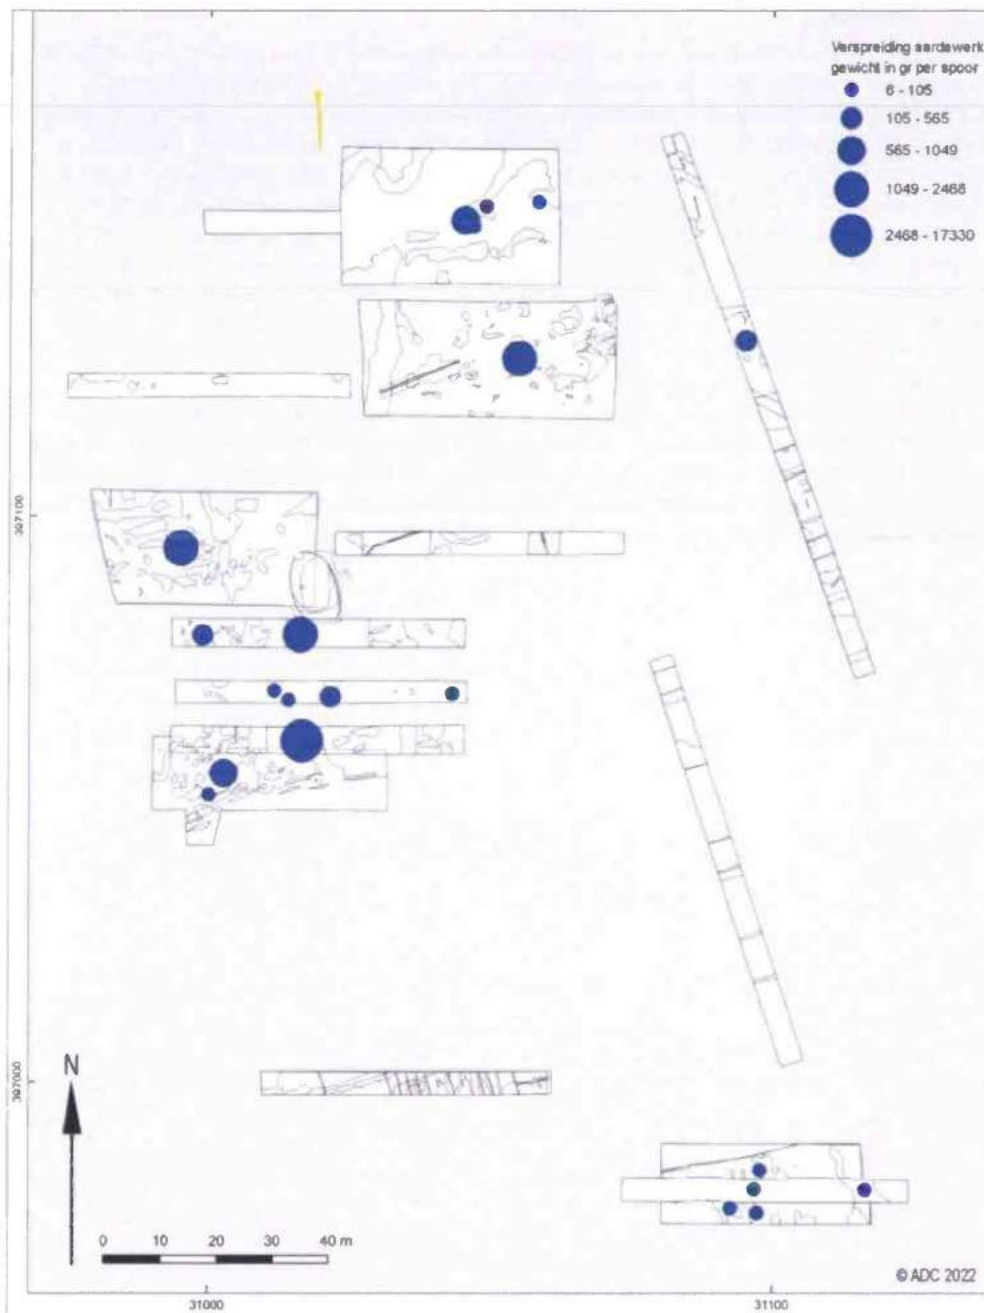 Verspreiding aardewerk
gewicht in gr per spoor
6 - 105
105 - 565
565 - 1049
1049 - 2468
2468 - 17330
397100
397000
N
0 10 20 30 40 m
© ADC 2022
31000 31100